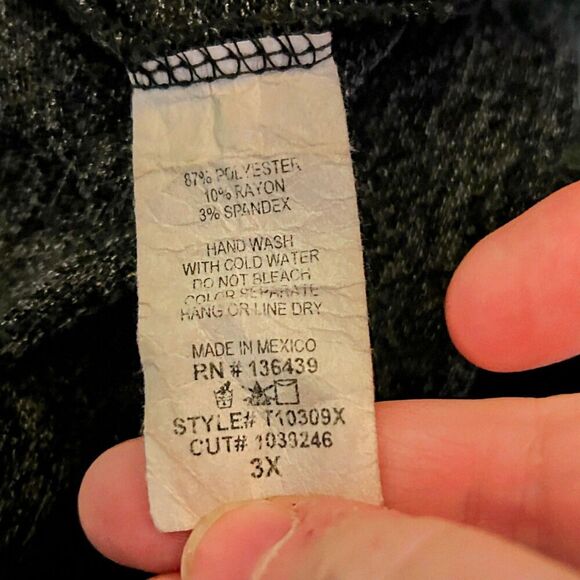 87% POLYESTER
10% RAYON
3% SPANDEX
HAND WASH
WITH COLD WATER
DO NOT BLEACH
COLOR SEPARATE
HANG OR LINE DRY
MADE IN MEXICO
RN # 136439
STYLE# T10309X
CUT# 1039246
3X